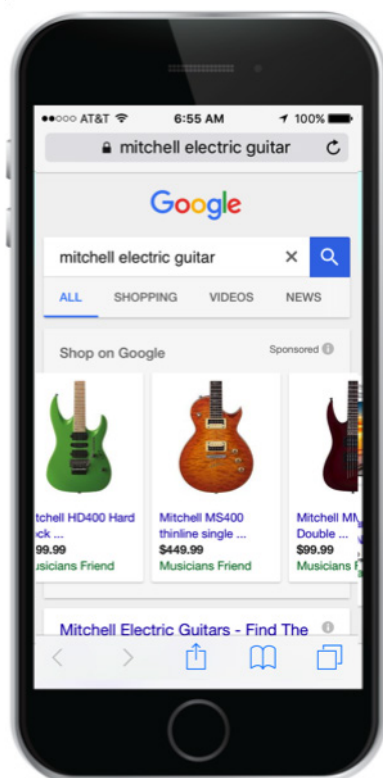 AT&T 6:55 AM 100%
mitchell electric guitar
Google
mitchell electric guitar
ALL SHOPPING VIDEOS NEWS
Shop on Google Sponsored
tchell HD400 Hard
ck ...
99.99
usicians Friend
Mitchell MS400
thinline single ...
$449.99
Musicians Friend
Mitchell MM
Double ...
$99.99
Musicians F
Mitchell Electric Guitars - Find The